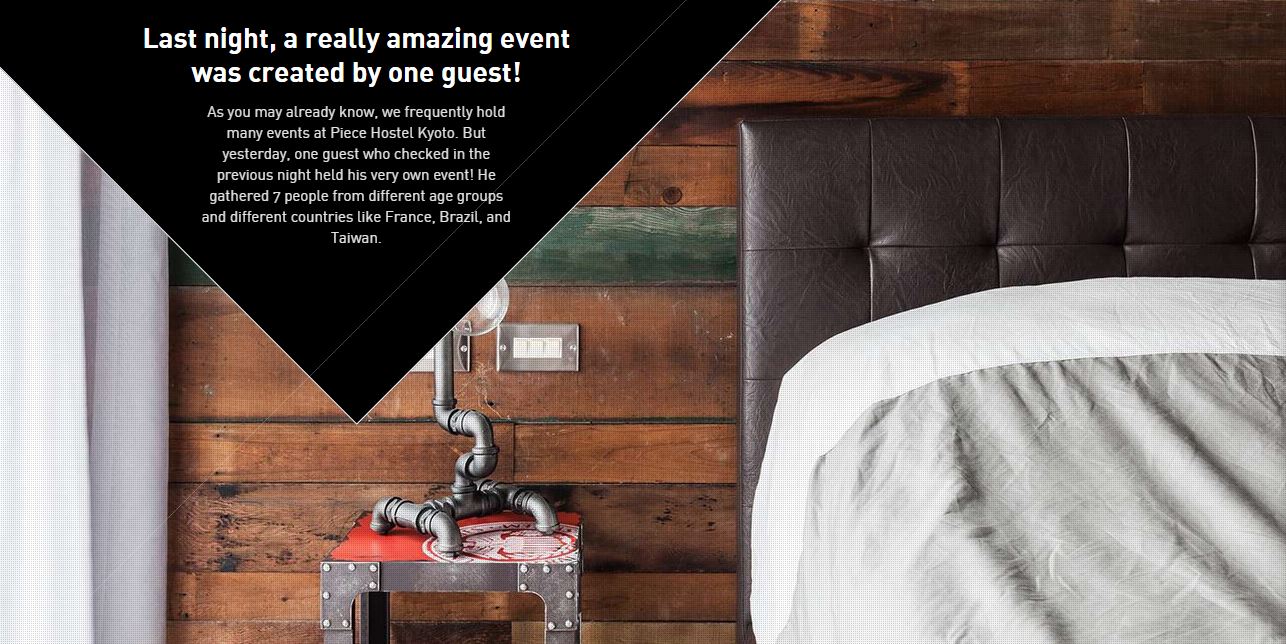 Last night, a really amazing event
was created by one guest!
As you may already know, we frequently hold
many events at Piece Hostel Kyoto. But
yesterday, one guest who checked in the
previous night held his very own event! He
gathered 7 people from different age groups
and different countries like France, Brazil, and
Taiwan.